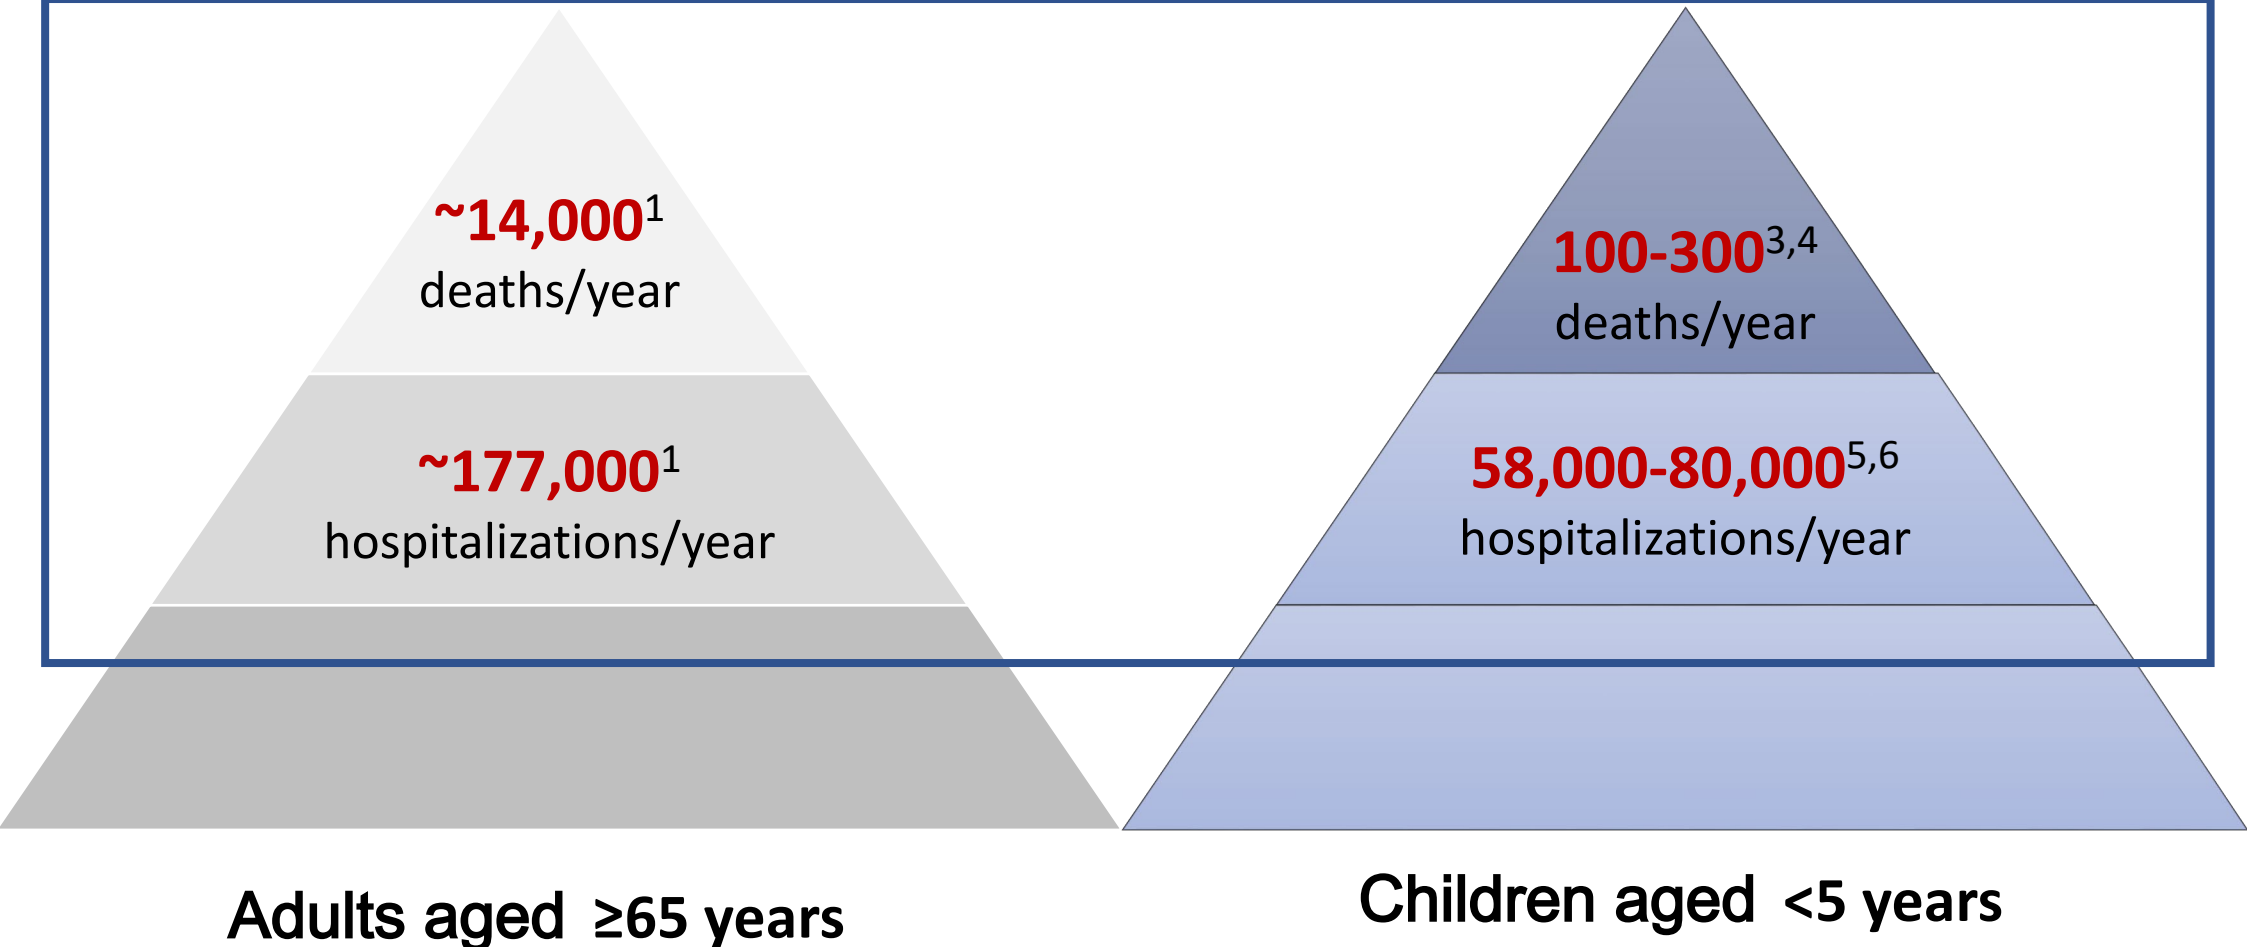 ~14,000¹
deaths/year
~177,000¹
hospitalizations/year
Adults aged ≥65 years
100-300³,⁴
deaths/year
58,000-80,000⁵,⁶
hospitalizations/year
Children aged <5 years